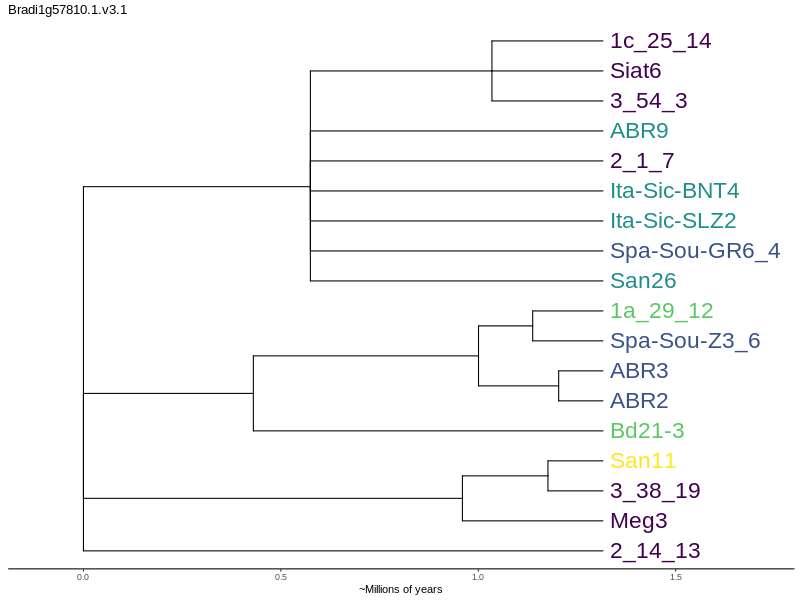 Bradi1g57810.1.v3.1
1c_25_14
Siat6
3_54_3
ABR9
2_1_7
Ita-Sic-BNT4
Ita-Sic-SLZ2
Spa-Sou-GR6_4
San26
1a_29_12
Spa-Sou-Z3_6
ABR3
ABR2
Bd21-3
San11
3_38_19
Meg3
2_14_13
0.0 0.5 1.0 1.5
~Millions of years